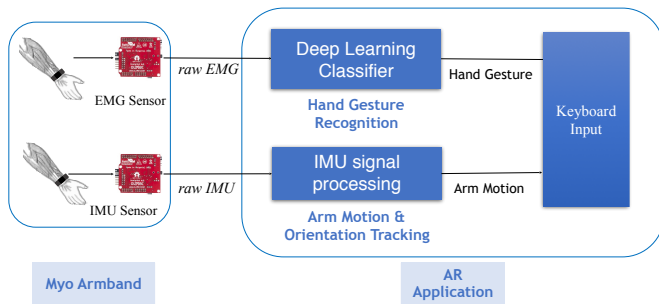 Deep Learning
Classifier
raw EMG
Hand Gesture
EMG Sensor
Hand Gesture
Recognition
Keyboard
Input
IMU signal
processing
raw IMU
Arm Motion
IMU Sensor
Arm Motion &
Orientation Tracking
Myo Armband
AR
Application